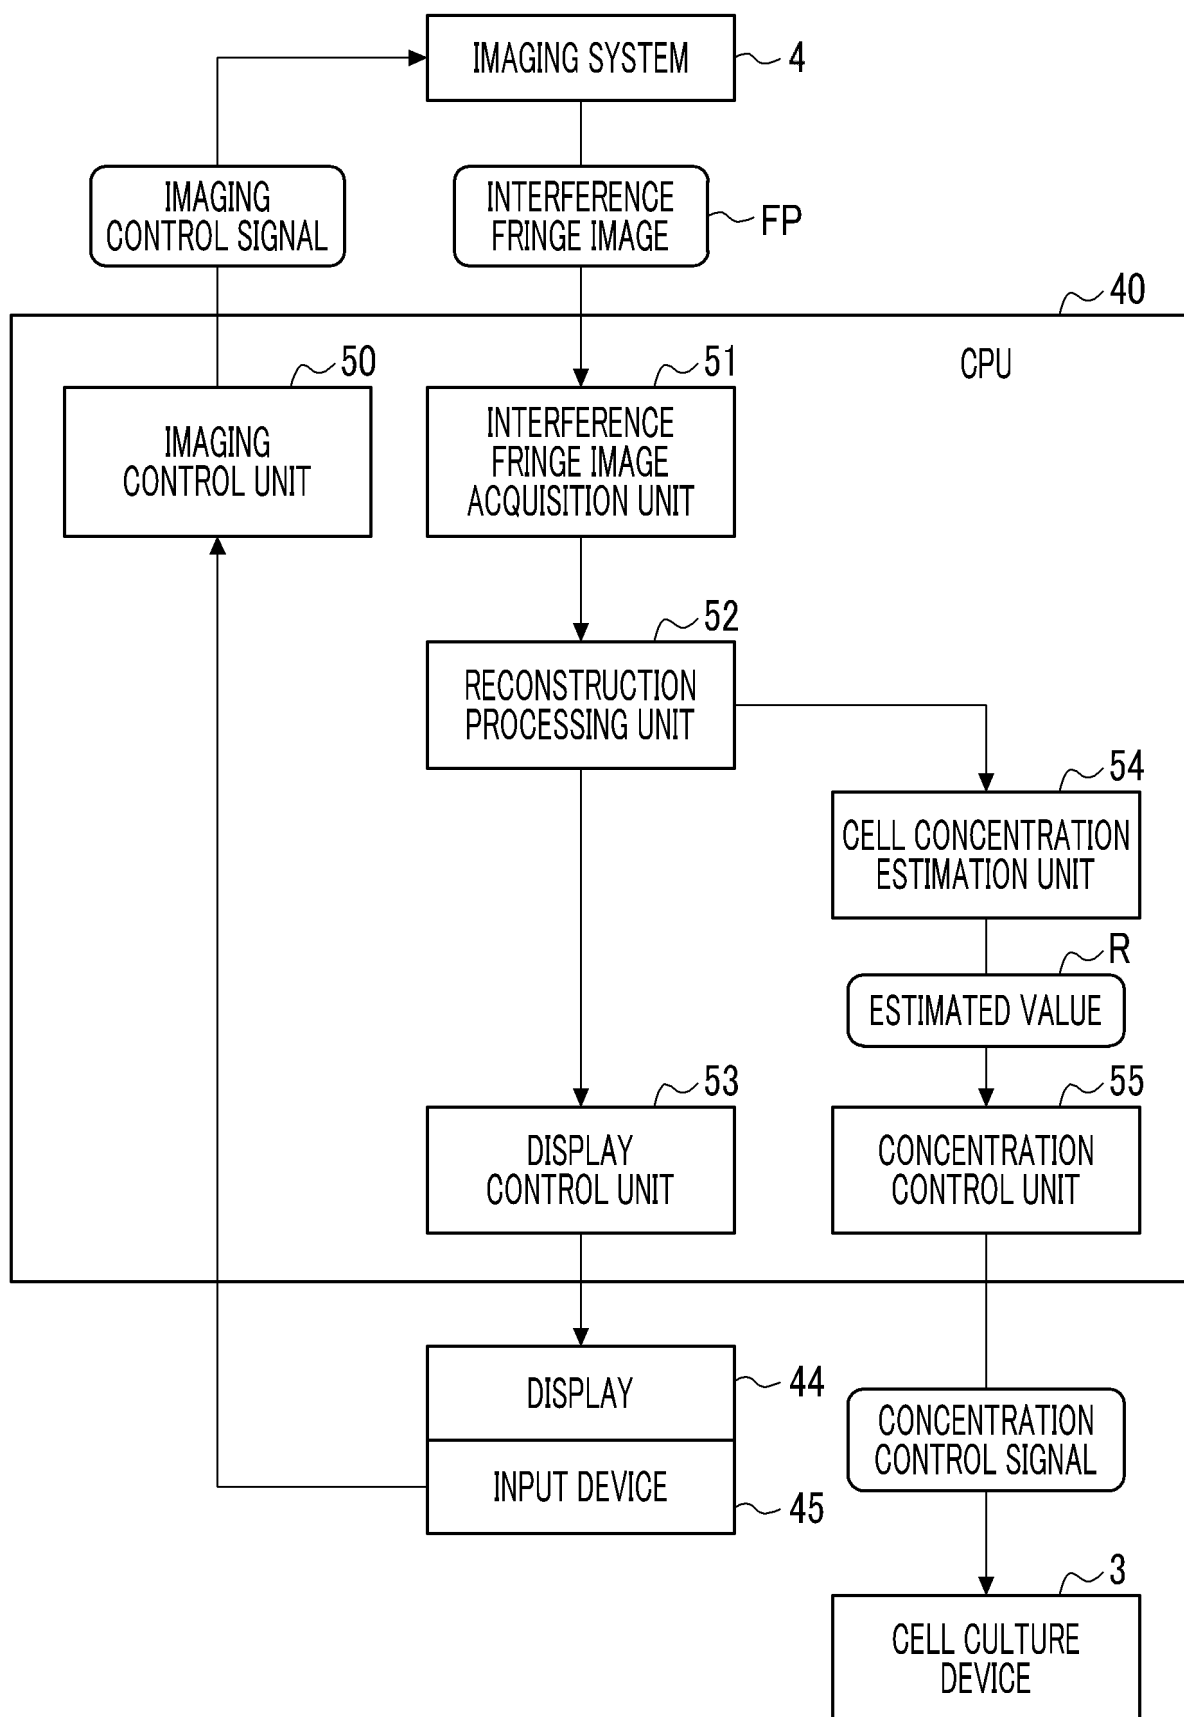 IMAGING SYSTEM
4
IMAGING
CONTROL SIGNAL
INTERFERENCE
FRINGE IMAGE
FP
40
CPU
50
IMAGING
CONTROL UNIT
51
INTERFERENCE
FRINGE IMAGE
ACQUISITION UNIT
52
RECONSTRUCTION
PROCESSING UNIT
54
CELL CONCENTRATION
ESTIMATION UNIT
R
ESTIMATED VALUE
53
DISPLAY
CONTROL UNIT
55
CONCENTRATION
CONTROL UNIT
DISPLAY
44
INPUT DEVICE
45
CONCENTRATION
CONTROL SIGNAL
3
CELL CULTURE
DEVICE